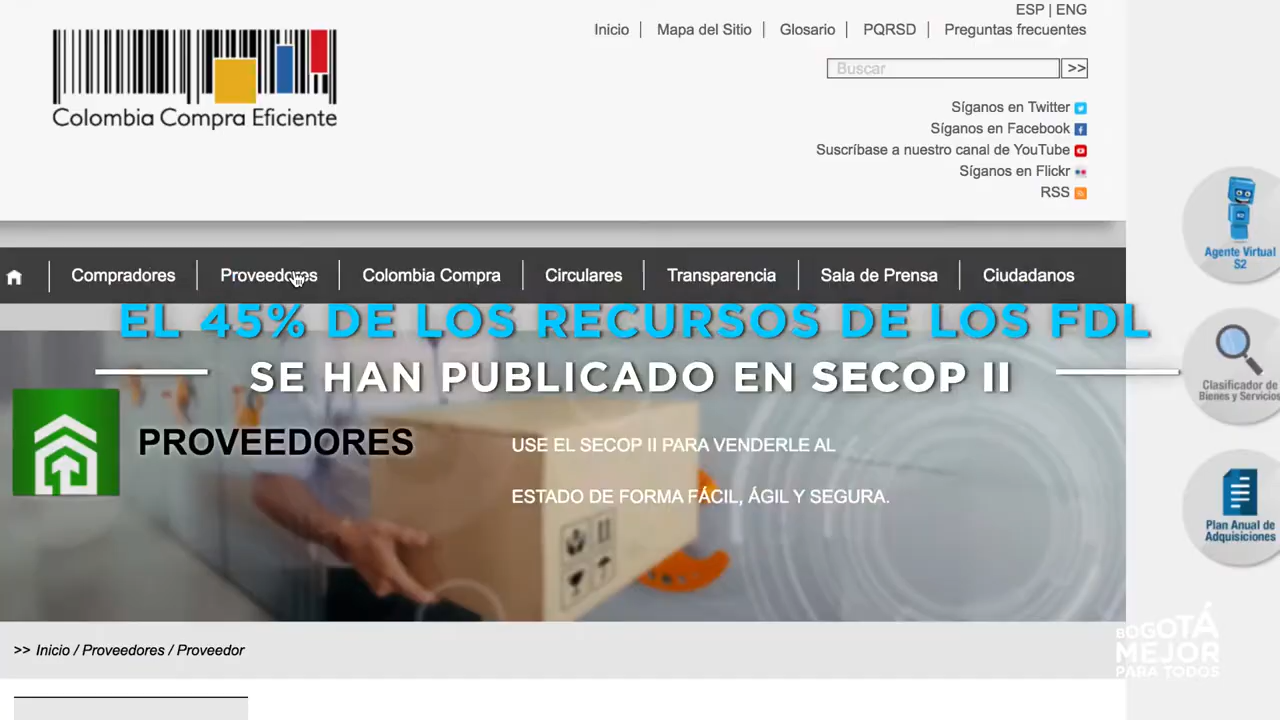 ESP | ENG
Inicio | Mapa del Sitio | Glosario | PQRSD | Preguntas frecuentes
Buscar >>
Colombia Compra Eficiente
Síganos en Twitter
Síganos en Facebook
Suscríbase a nuestro canal de YouTube
Síganos en Flickr
RSS
Compradores | Proveedores | Colombia Compra | Circulares | Transparencia | Sala de Prensa | Ciudadanos
EL 45% DE LOS RECURSOS DE LOS FDL
SE HAN PUBLICADO EN SECOP II
PROVEEDORES
USE EL SECOP II PARA VENDERLE AL
ESTADO DE FORMA FÁCIL, ÁGIL Y SEGURA.
S2
Agente Virtual
S2
Clasificador de
Bienes y Servicios
Plan Anual de
Adquisiciones
>> Inicio / Proveedores / Proveedor
BOGOTÁ
MEJOR
PARA TODOS